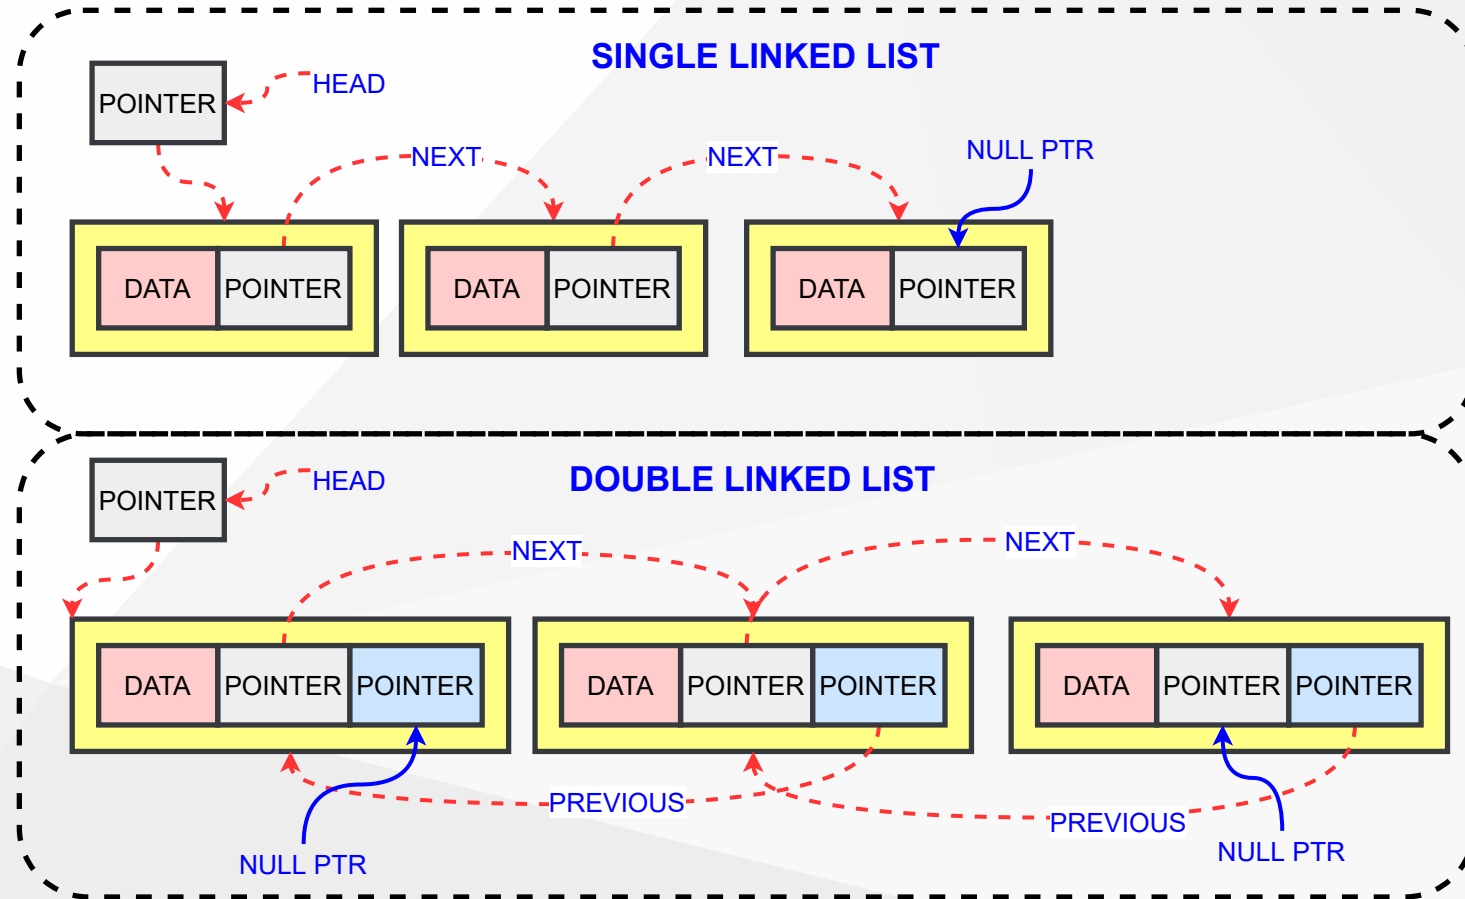 SINGLE LINKED LIST
POINTER
HEAD
NEXT
NEXT
NULL PTR
DATA POINTER
DATA POINTER
DATA POINTER
DOUBLE LINKED LIST
POINTER
HEAD
NEXT
NEXT
DATA POINTER POINTER
DATA POINTER POINTER
DATA POINTER POINTER
PREVIOUS
PREVIOUS
NULL PTR
NULL PTR